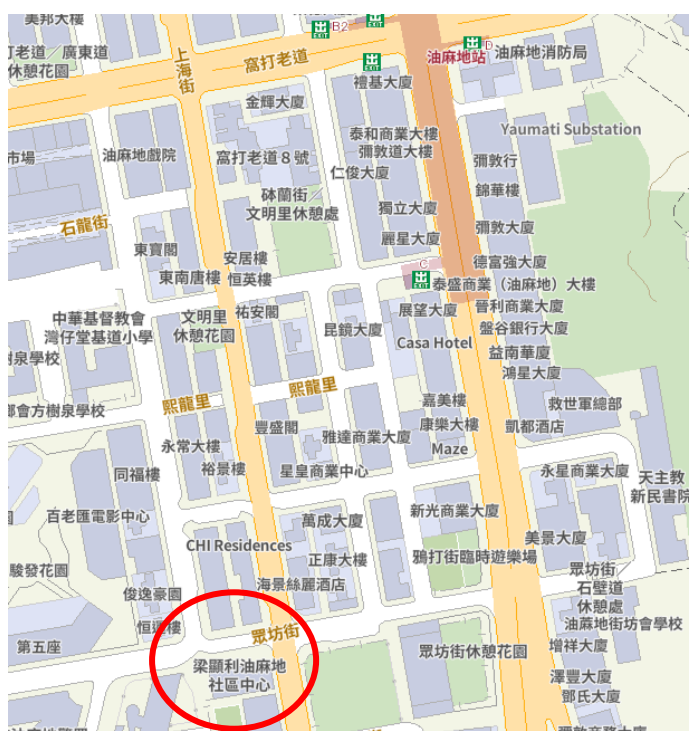 美邦大樓
B2
D
老道／廣東道
休憩花園
上海街
窩打老道
油麻地站
油麻地消防局
禮基大廈
金輝大廈
Yaumati Substation
泰和商業大樓
彌敦道大樓
市場
油麻地戲院
窩打老道８號
仁俊大廈
彌敦行
錦華樓
砵蘭街／
文明里休憩處
獨立大廈
彌敦大廈
石龍街
麗星大廈
東寶閣
安居樓
德富強大廈
東南唐樓
恒英樓
C
EXIT
泰盛商業（油麻地）大樓
中華基督教會
灣仔堂基道小學
文明里
休憩花園
祐安閣
昆鏡大廈
展望大廈
晉利商業大廈
盤谷銀行大廈
Casa Hotel
益南華廈
鴻星大廈
樹泉學校
熙龍里
熙龍里
嘉美樓
救世軍總部
會方樹泉學校
豐盛閣
康樂大樓
凱都酒店
永常大樓
雅達商業大廈
Maze
裕景樓
同福樓
星皇商業中心
永星商業大廈
天主教
新民書院
百老匯電影中心
萬成大廈
新光商業大廈
CHI Residences
正康大樓
美景大廈
鴉打街臨時遊樂場
駿發花園
海景絲麗酒店
眾坊街
石壁道
休憩處
俊逸豪園
眾坊街
油蔴地街坊會學校
第五座
眾坊街休憩花園
增祥大廈
梁顯利油麻地
社區中心
澤豐大廈
鄧氏大廈